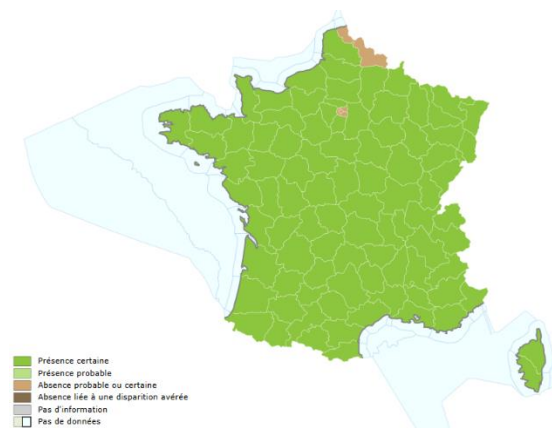 Présence certaine
Présence probable
Absence probable ou certaine
Absence liée à une disparition avérée
Pas d'information
Pas de données